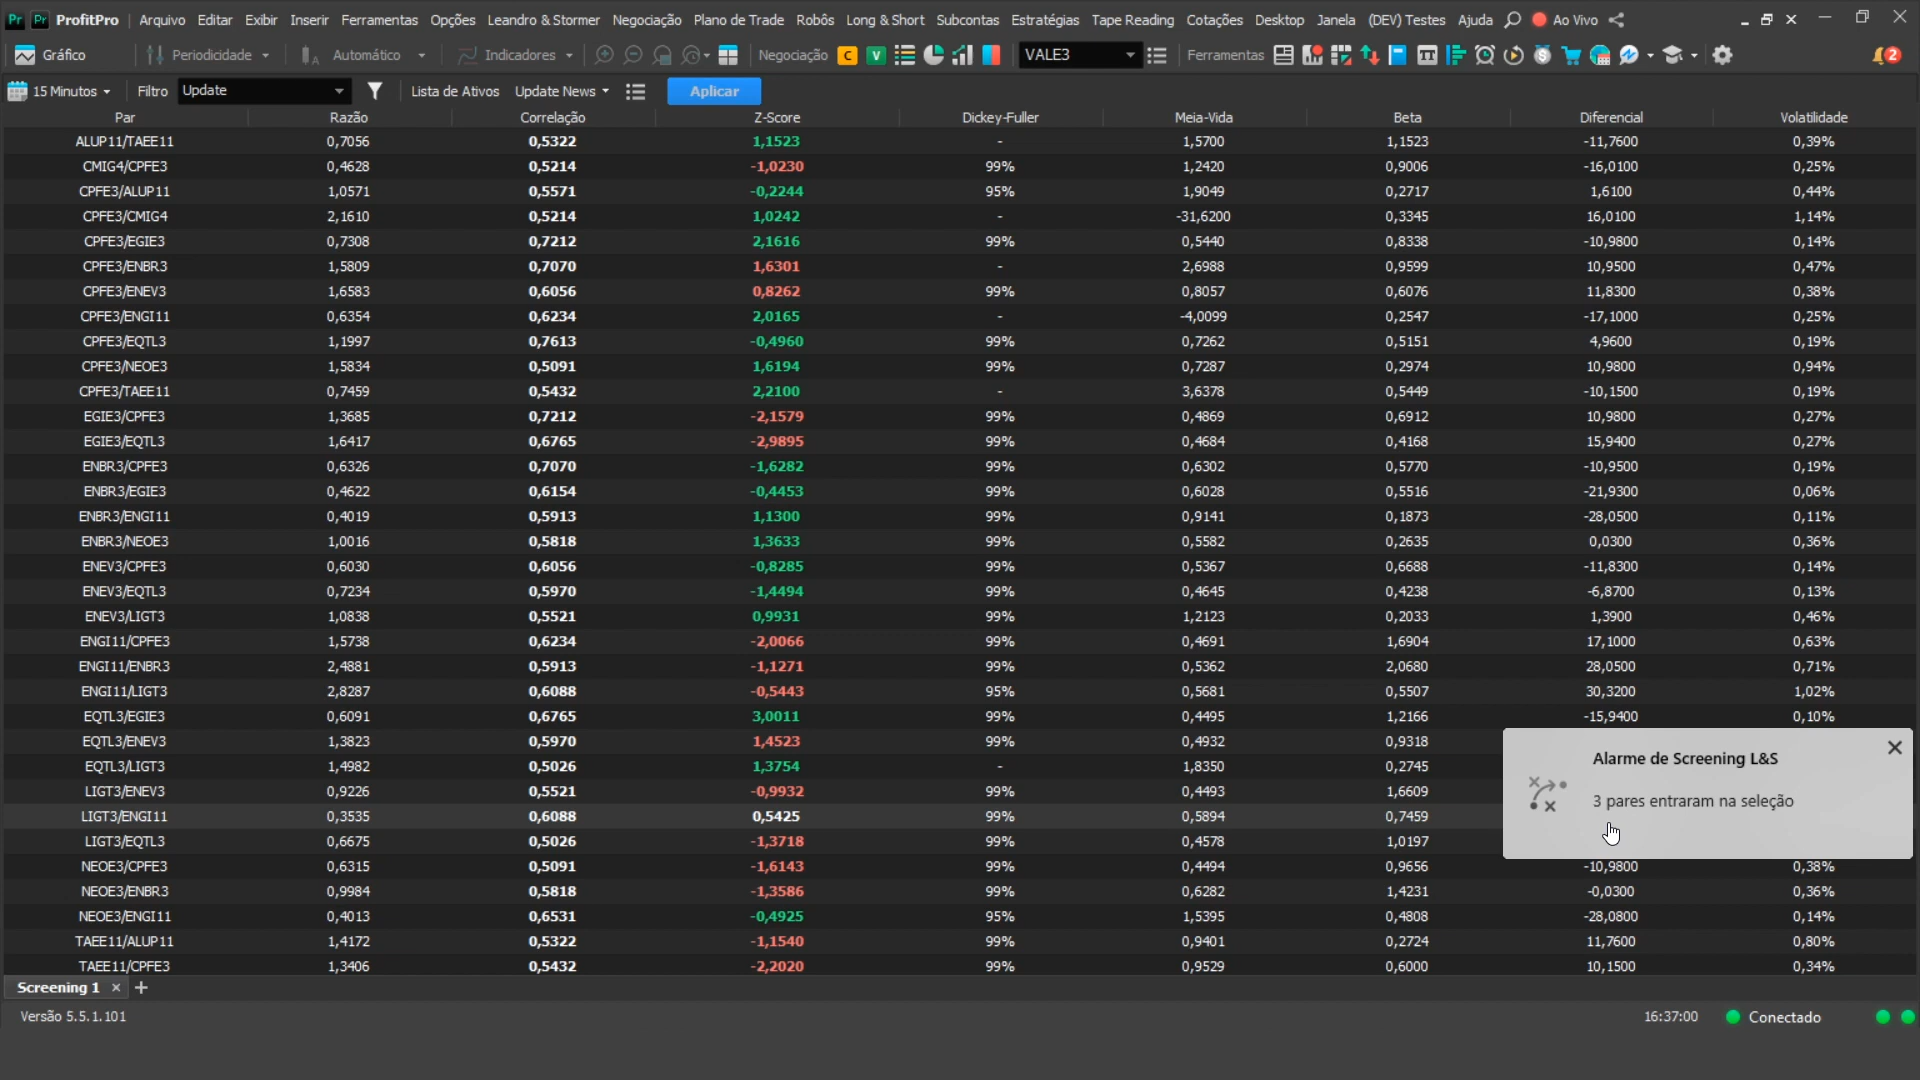 Pr Pr ProfitPro Arquivo Editar Exibir Inserir Ferramentas Opções Leandro & Stormer Negociação Plano de Trade Robôs Long & Short Subcontas Estratégias Tape Reading Cotações Desktop Janela (DEV) Testes Ajuda Ao Vivo
Gráfico Periodicidade Automático Indicadores Negociação C V VALE3 Ferramentas 2
15 Minutos Filtro Update Lista de Ativos Update News Aplicar
Par Razão Correlação Z-Score Dickey-Fuller Meia-Vida Beta Diferencial Volatilidade
ALUP11/TAEE11 0,7056 0,5322 1,1523 - 1,5700 1,1523 -11,7600 0,39%
CMIG4/CPFE3 0,4628 0,5214 -1,0230 99% 1,2420 0,9006 -16,0100 0,25%
CPFE3/ALUP11 1,0571 0,5571 -0,2244 95% 1,9049 0,2717 1,6100 0,44%
CPFE3/CMIG4 2,1610 0,5214 1,0242 - -31,6200 0,3345 16,0100 1,14%
CPFE3/EGIE3 0,7308 0,7212 2,1616 99% 0,5440 0,8338 -10,9800 0,14%
CPFE3/ENBR3 1,5809 0,7070 1,6301 - 2,6988 0,9599 10,9500 0,47%
CPFE3/ENEV3 1,6583 0,6056 0,8262 99% 0,8057 0,6076 11,8300 0,38%
CPFE3/ENGI11 0,6354 0,6234 2,0165 - -4,0099 0,2547 -17,1000 0,25%
CPFE3/EQTL3 1,1997 0,7613 -0,4960 99% 0,7262 0,5151 4,9600 0,19%
CPFE3/NEOE3 1,5834 0,5091 1,6194 99% 0,7287 0,2974 10,9800 0,94%
CPFE3/TAEE11 0,7459 0,5432 2,2100 - 3,6378 0,5449 -10,1500 0,19%
EGIE3/CPFE3 1,3685 0,7212 -2,1579 99% 0,4869 0,6912 10,9800 0,27%
EGIE3/EQTL3 1,6417 0,6765 -2,9895 99% 0,4684 0,4168 15,9400 0,27%
ENBR3/CPFE3 0,6326 0,7070 -1,6282 99% 0,6302 0,5770 -10,9500 0,19%
ENBR3/EGIE3 0,4622 0,6154 -0,4453 99% 0,6028 0,5516 -21,9300 0,06%
ENBR3/ENGI11 0,4019 0,5913 1,1300 99% 0,9141 0,1873 -28,0500 0,11%
ENBR3/NEOE3 1,0016 0,5818 1,3633 99% 0,5582 0,2635 0,0300 0,36%
ENEV3/CPFE3 0,6030 0,6056 -0,8285 99% 0,5367 0,6688 -11,8300 0,14%
ENEV3/EQTL3 0,7234 0,5970 -1,4494 99% 0,4645 0,4238 -6,8700 0,13%
ENEV3/LIGT3 1,0838 0,5521 0,9931 99% 1,2123 0,2033 1,3900 0,46%
ENGI11/CPFE3 1,5738 0,6234 -2,0066 99% 0,4691 1,6904 17,1000 0,63%
ENGI11/ENBR3 2,4881 0,5913 -1,1271 99% 0,5362 2,0680 28,0500 0,71%
ENGI11/LIGT3 2,8287 0,6088 -0,5443 95% 0,5681 0,5507 30,3200 1,02%
EQTL3/EGIE3 0,6091 0,6765 3,0011 99% 0,4495 1,2166 -15,9400 0,10%
EQTL3/ENEV3 1,3823 0,5970 1,4523 99% 0,4932 0,9318
EQTL3/LIGT3 1,4982 0,5026 1,3754 - 1,8350 0,2745
LIGT3/ENEV3 0,9226 0,5521 -0,9932 99% 0,4493 1,6609
LIGT3/ENGI11 0,3535 0,6088 0,5425 99% 0,5894 0,7459
LIGT3/EQTL3 0,6675 0,5026 -1,3718 99% 0,4578 1,0197
NEOE3/CPFE3 0,6315 0,5091 -1,6143 99% 0,4494 0,9656 -10,9800 0,38%
NEOE3/ENBR3 0,9984 0,5818 -1,3586 99% 0,6282 1,4231 -0,0300 0,36%
NEOE3/ENGI11 0,4013 0,6531 -0,4925 95% 1,5395 0,4808 -28,0800 0,14%
TAEE11/ALUP11 1,4172 0,5322 -1,1540 99% 0,9401 0,2724 11,7600 0,80%
TAEE11/CPFE3 1,3406 0,5432 -2,2020 99% 0,9529 0,6000 10,1500 0,34%
Alarme de Screening L&S
3 pares entraram na seleção
Screening 1
Versão 5.5.1.101 16:37:00 Conectado